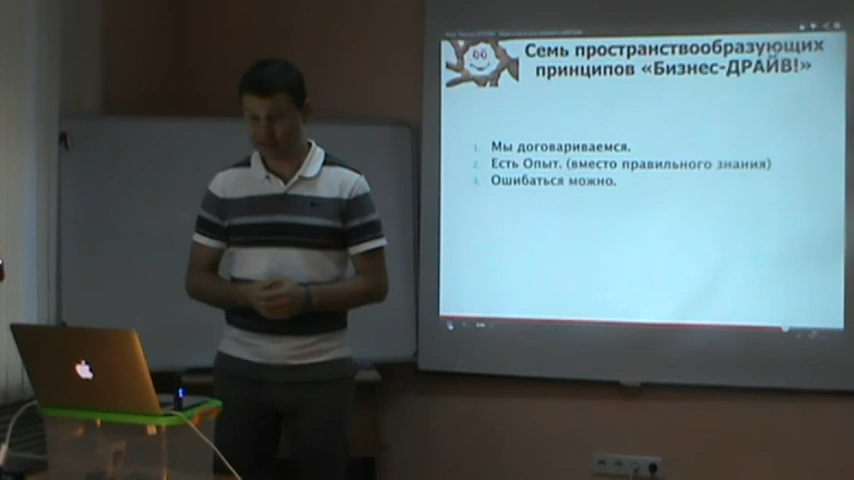 Семь пространствообразующих
принципов «Бизнес-ДРАЙВ!»
1. Мы договариваемся.
2. Есть Опыт. (вместо правильного знания)
3. Ошибаться можно.